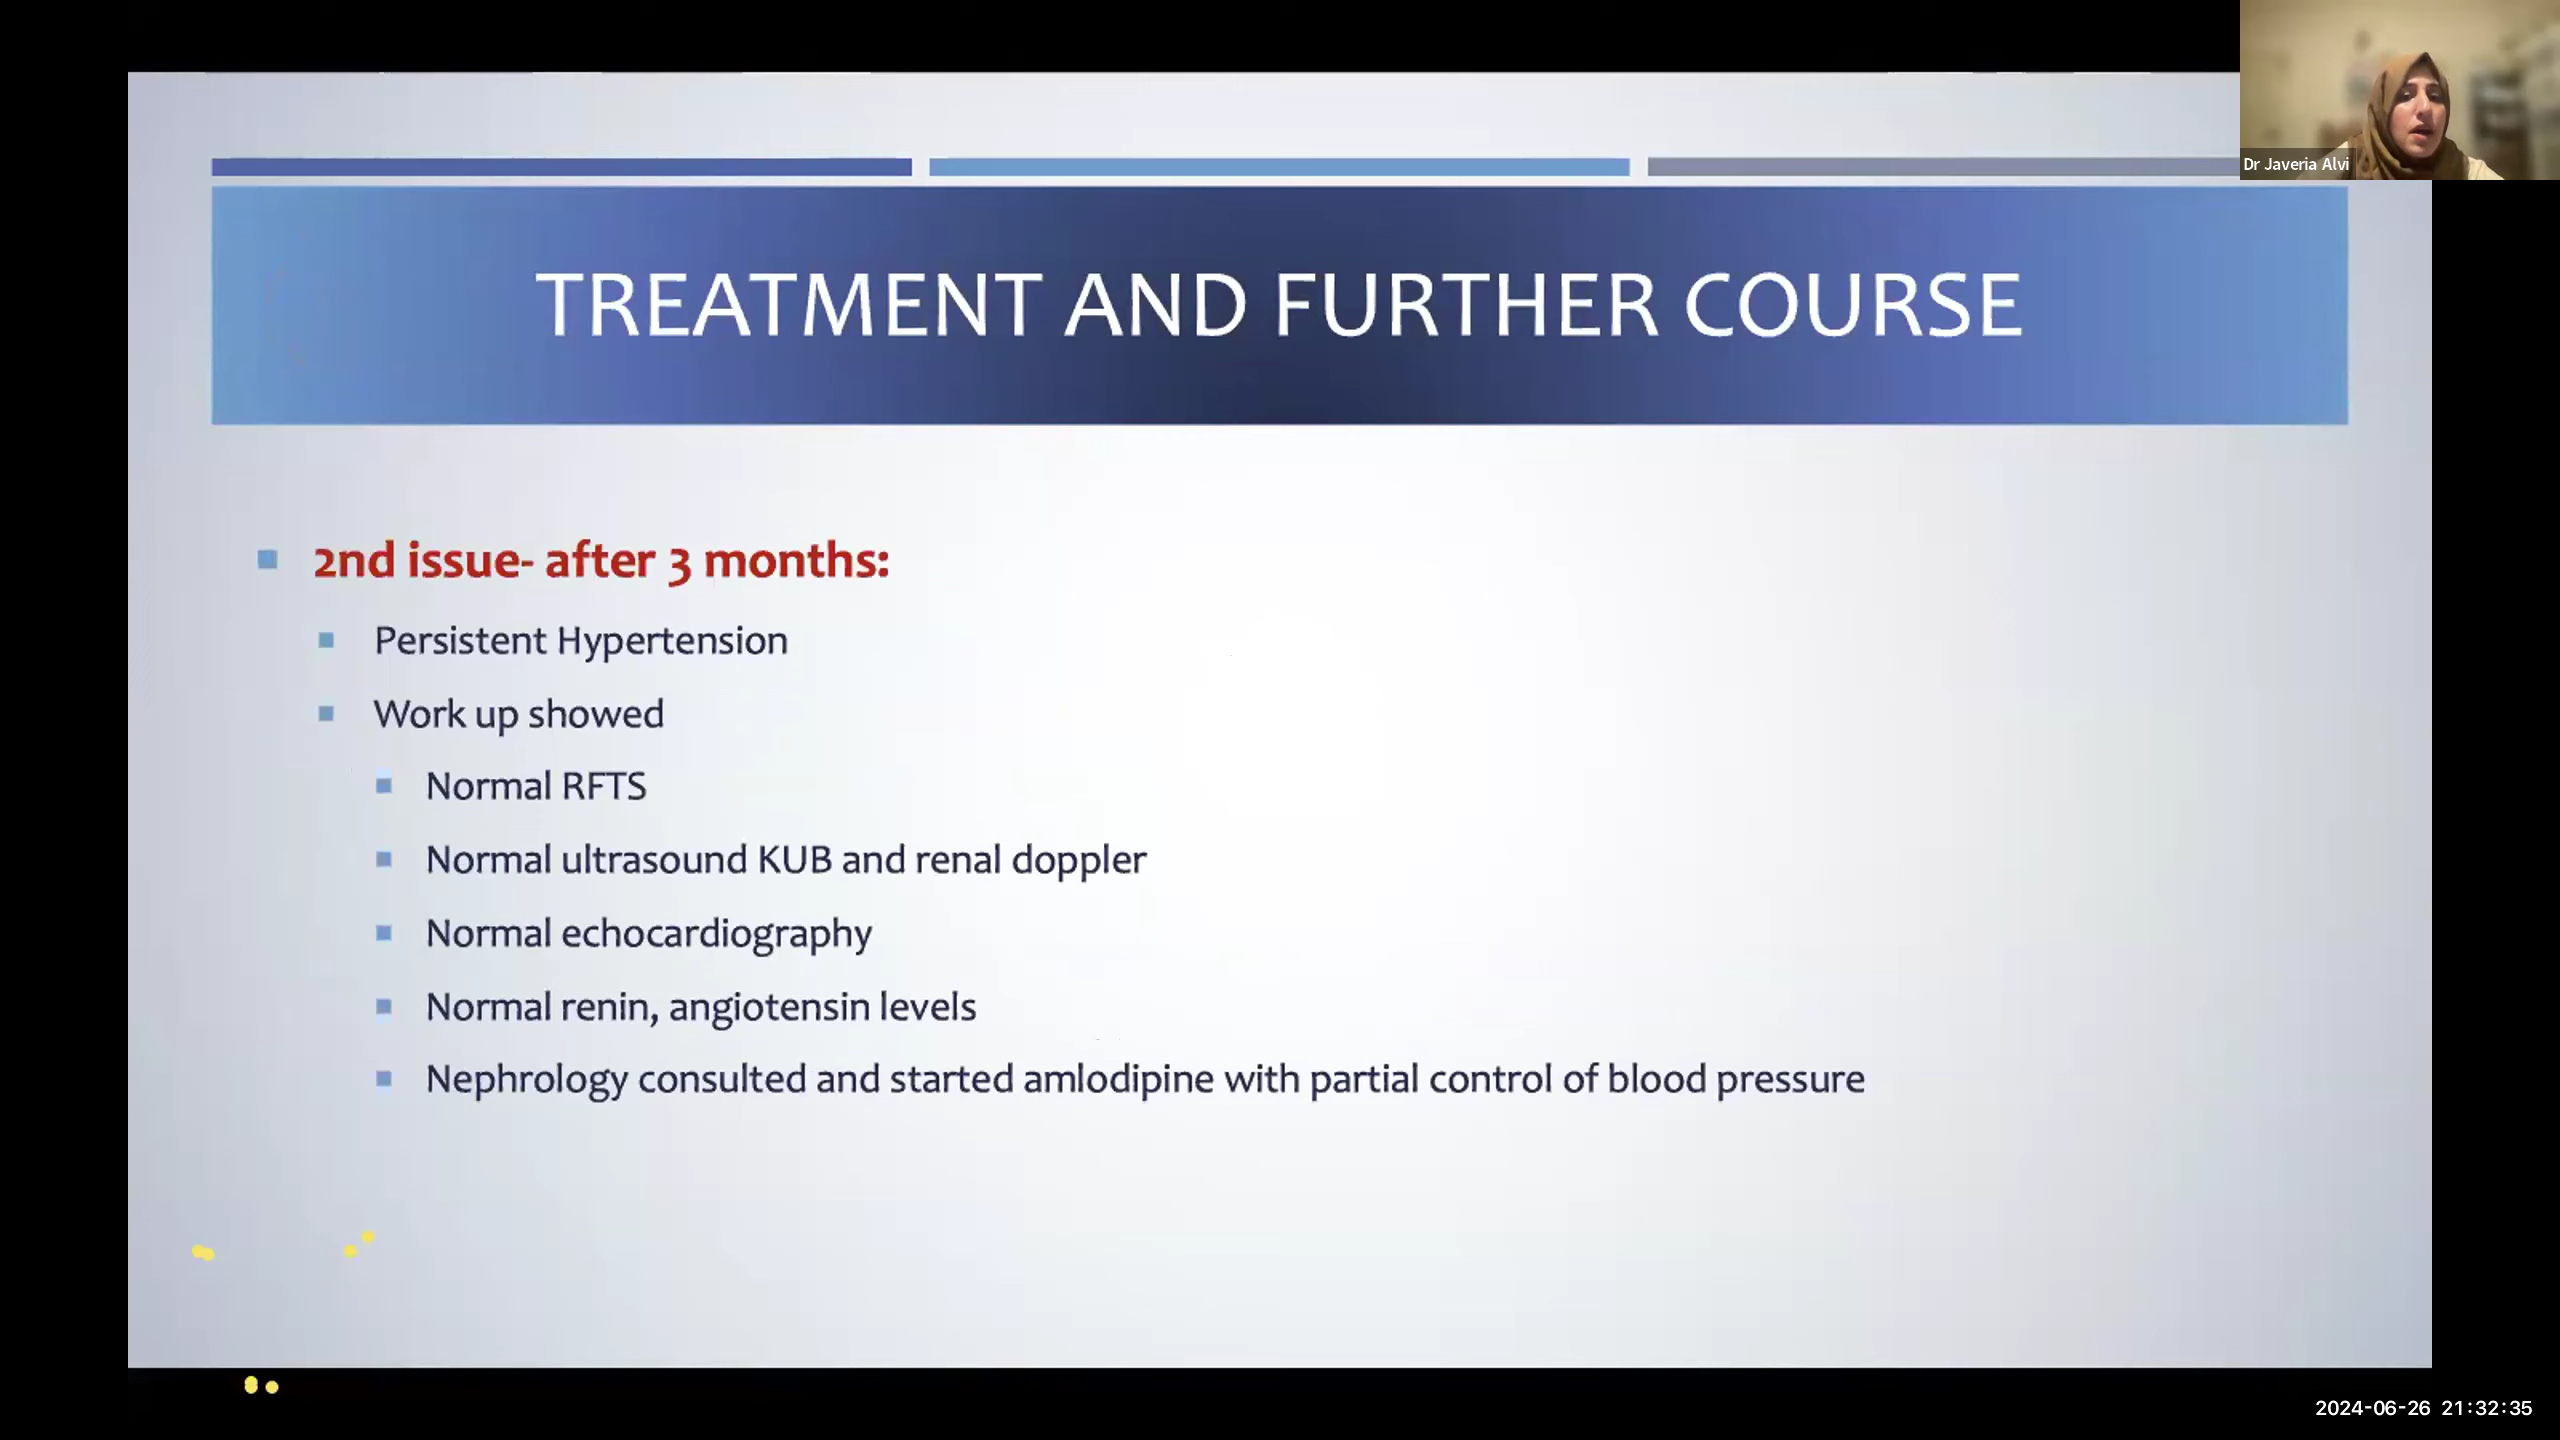 Dr Javeria Alvi
TREATMENT AND FURTHER COURSE
2nd issue- after 3 months:
Persistent Hypertension
Work up showed
Normal RFTS
Normal ultrasound KUB and renal doppler
Normal echocardiography
Normal renin, angiotensin levels
Nephrology consulted and started amlodipine with partial control of blood pressure
2024-06-26 21:32:35